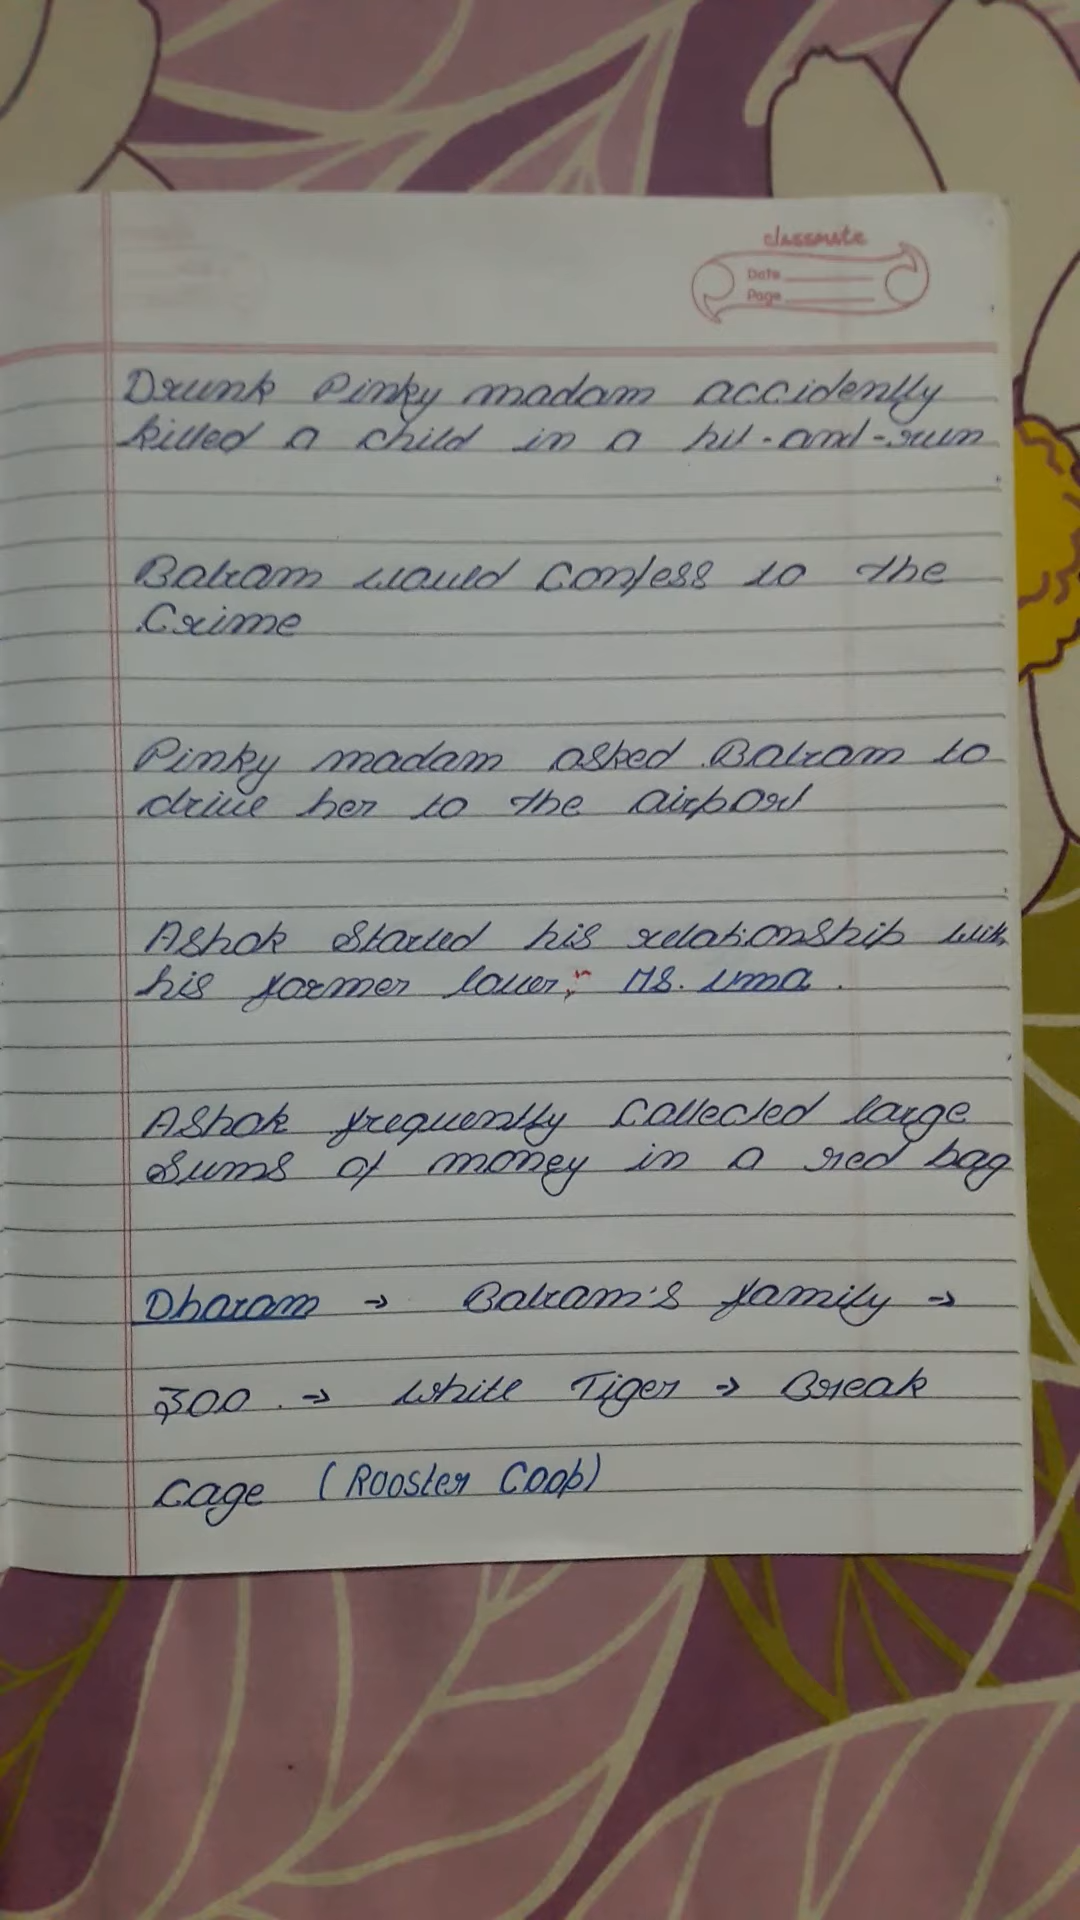 classmate
Date
Page
Drunk Pinky madam accidently
killed a child in a hit-and-run
Balram would Confess to the
Crime
Pinky madam asked Balram to
drive her to the airport
Ashok Started his relationship with
his former lover, Ms. Uma.
Ashok frequently Collected large
Sums of money in a red bag
Dharam → Balram's family →
₹300. → White Tiger → Break
Cage (Rooster Coop)